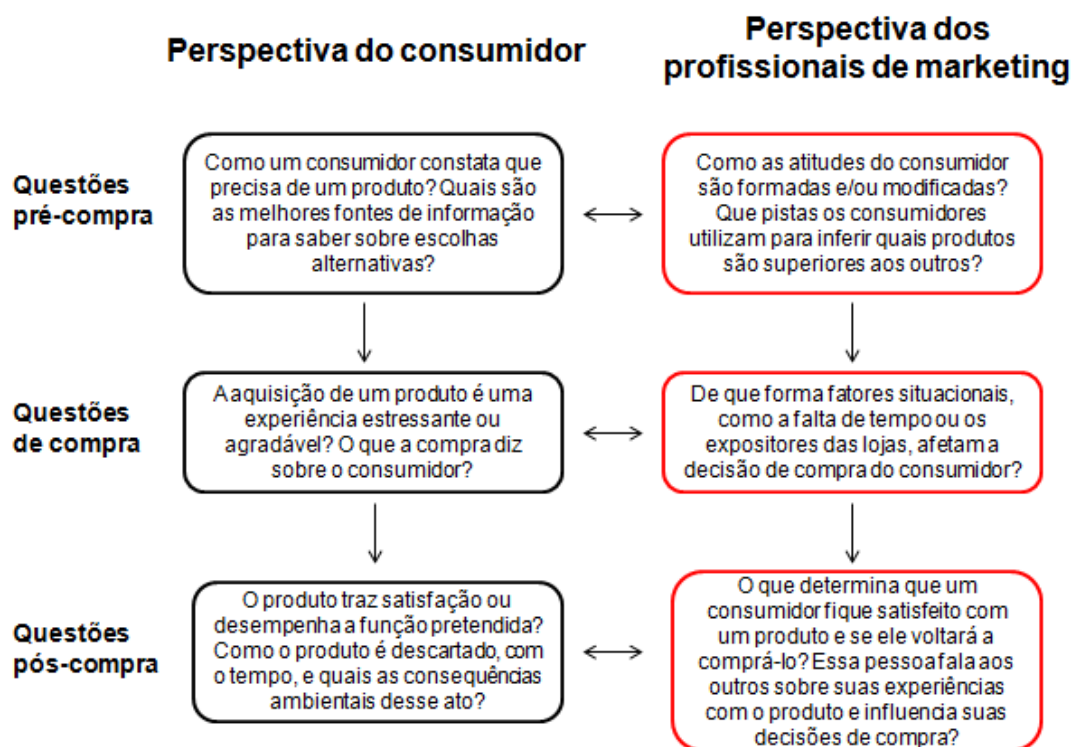 Perspectiva do consumidor
Perspectiva dos
profissionais de marketing
Questões
pré-compra
Como um consumidor constata que
precisa de um produto? Quais são
as melhores fontes de informação
para saber sobre escolhas
alternativas?
Como as atitudes do consumidor
são formadas e/ou modificadas?
Que pistas os consumidores
utilizam para inferir quais produtos
são superiores aos outros?
Questões
de compra
A aquisição de um produto é uma
experiência estressante ou
agradável? O que a compra diz
sobre o consumidor?
De que forma fatores situacionais,
como a falta de tempo ou os
expositores das lojas, afetam a
decisão de compra do consumidor?
Questões
pós-compra
O produto traz satisfação ou
desempenha a função pretendida?
Como o produto é descartado, com
o tempo, e quais as consequências
ambientais desse ato?
O que determina que um
consumidor fique satisfeito com
um produto e se ele voltará a
comprá-lo? Essa pessoa fala aos
outros sobre suas experiências
com o produto e influencia suas
decisões de compra?